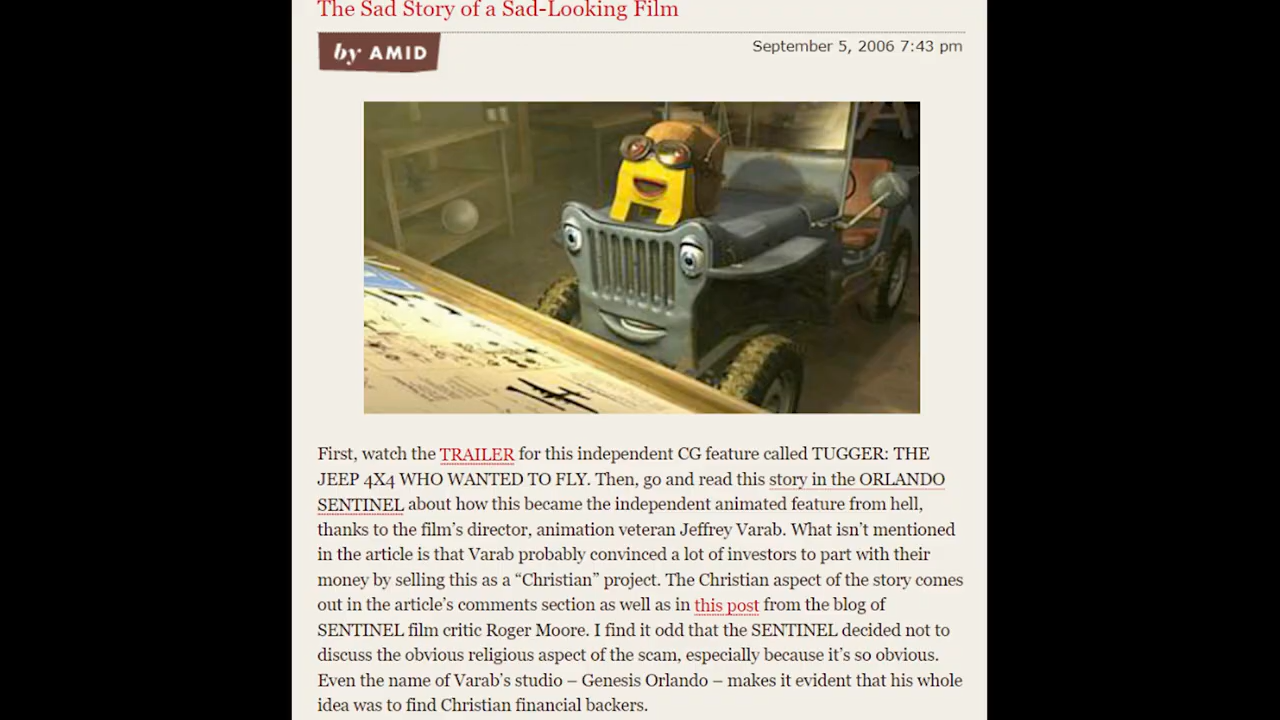 The Sad Story of a Sad-Looking Film
by AMID
September 5, 2006 7:43 pm
First, watch the TRAILER for this independent CG feature called TUGGER: THE
JEEP 4X4 WHO WANTED TO FLY. Then, go and read this story in the ORLANDO
SENTINEL about how this became the independent animated feature from hell,
thanks to the film’s director, animation veteran Jeffrey Varab. What isn’t mentioned
in the article is that Varab probably convinced a lot of investors to part with their
money by selling this as a “Christian” project. The Christian aspect of the story comes
out in the article’s comments section as well as in this post from the blog of
SENTINEL film critic Roger Moore. I find it odd that the SENTINEL decided not to
discuss the obvious religious aspect of the scam, especially because it’s so obvious.
Even the name of Varab’s studio – Genesis Orlando – makes it evident that his whole
idea was to find Christian financial backers.